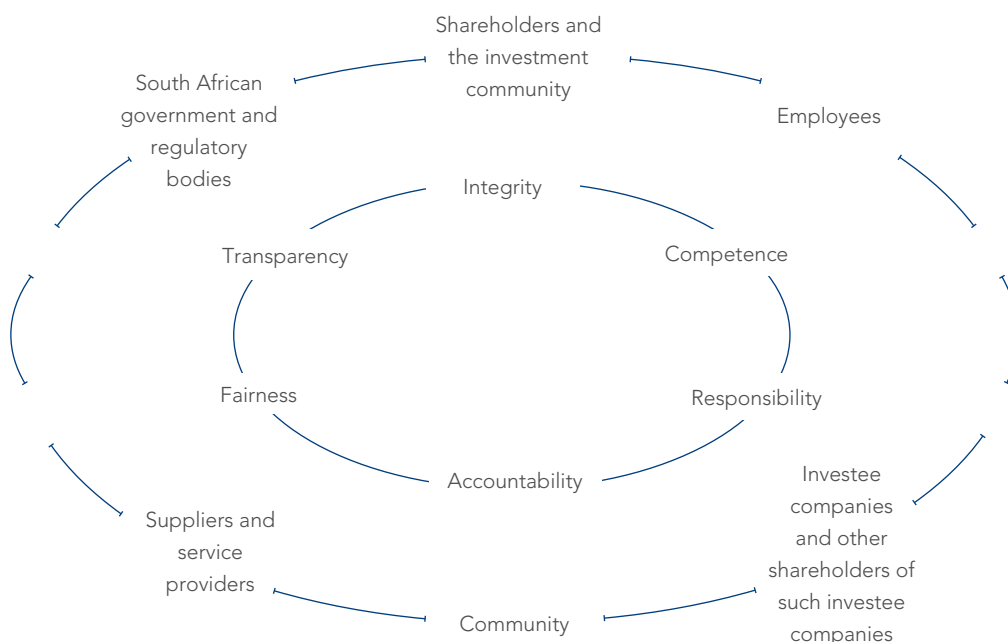 Shareholders and
the investment
community
South African
government and
regulatory
bodies
Employees
Integrity
Transparency
Competence
Fairness
Responsibility
Accountability
Investee
companies
and other
shareholders of
such investee
companies
Suppliers and
service
providers
Community